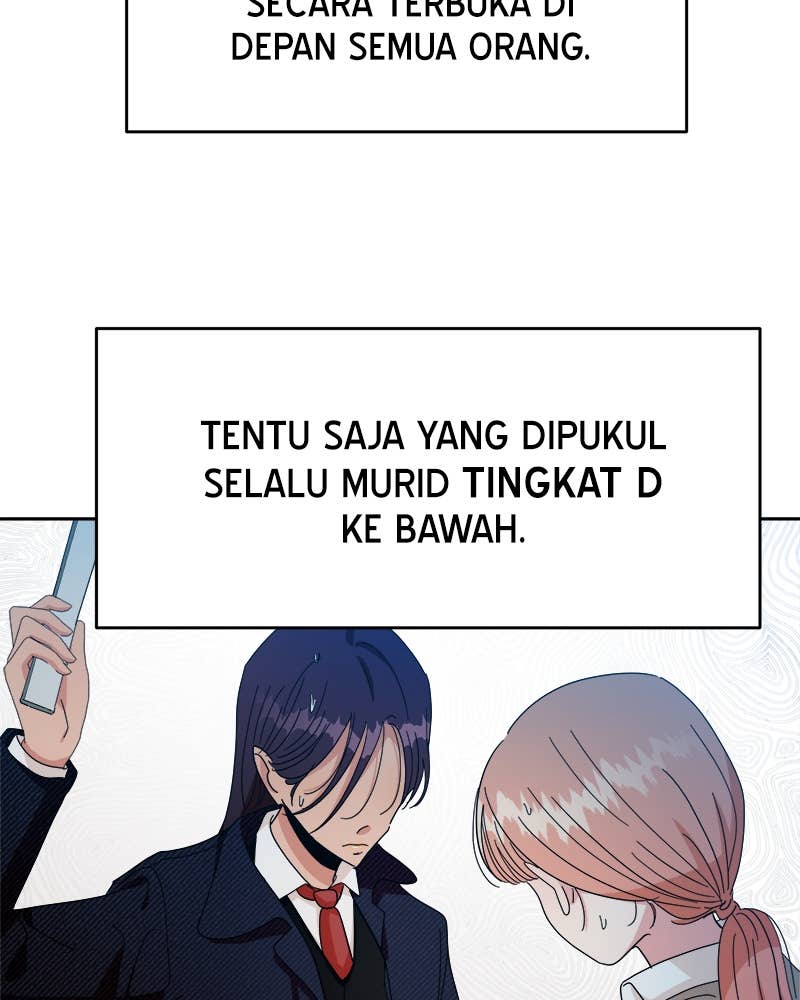 SECARA TERBUKA DI
DEPAN SEMUA ORANG.
TENTU SAJA YANG DIPUKUL
SELALU MURID TINGKAT D
KE BAWAH.